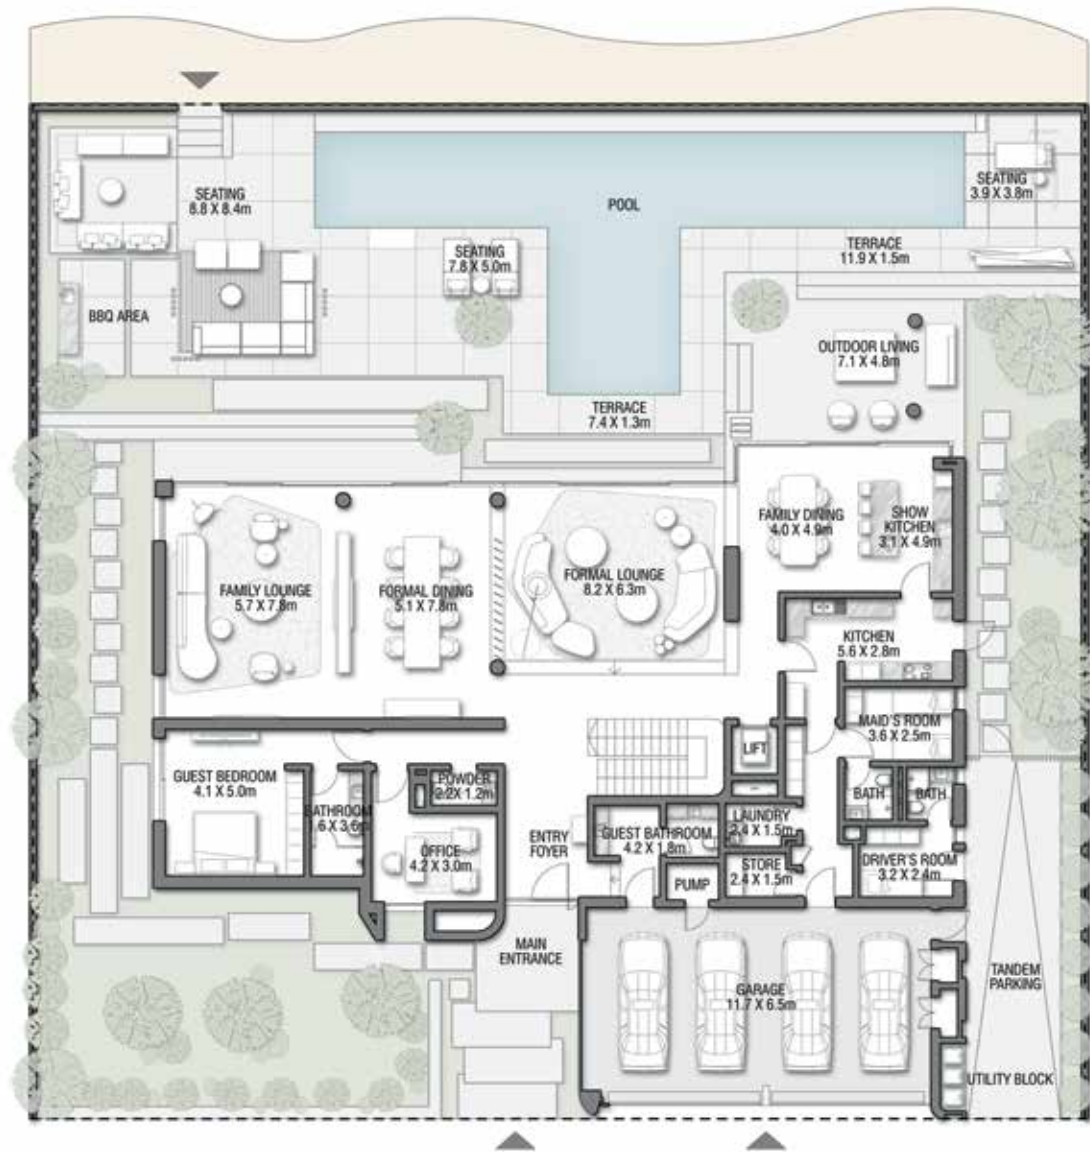 SEATING
8.8 X 8.4m
POOL
SEATING
3.9 X 3.8m
SEATING
7.8 X 5.0m
TERRACE
11.9 X 1.5m
BBQ AREA
OUTDOOR LIVING
7.1 X 4.8m
TERRACE
7.4 X 1.3m
FAMILY DINING
4.0 X 4.9m
SHOW
KITCHEN
3.1 X 4.9m
FAMILY LOUNGE
5.7 X 7.8m
FORMAL DINING
5.1 X 7.8m
FORMAL LOUNGE
8.2 X 6.3m
KITCHEN
5.6 X 2.8m
MAID'S ROOM
3.6 X 2.5m
LIFT
GUEST BEDROOM
4.1 X 5.0m
BATHROOM
1.6 X 3.6m
POWDER
2.2X 1.2m
OFFICE
4.2 X 3.0m
ENTRY
FOYER
GUEST BATHROOM
4.2 X 1.8m
LAUNDRY
2.4 X 1.5m
BATH
BATH
STORE
2.4 X 1.5m
DRIVER'S ROOM
3.2 X 2.4m
PUMP
MAIN
ENTRANCE
GARAGE
11.7 X 6.5m
TANDEM
PARKING
UTILITY BLOCK